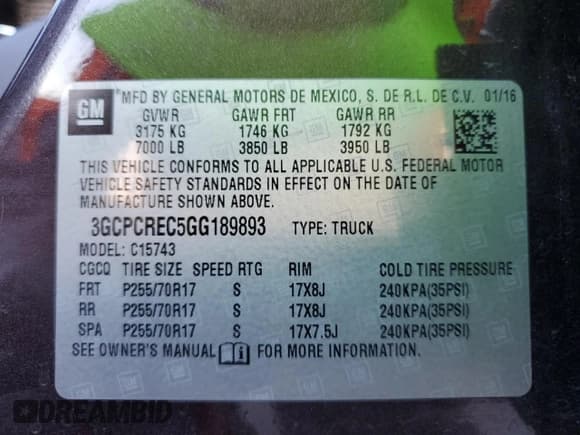 GM
MFD BY GENERAL MOTORS DE MEXICO, S. DE R.L. DE C.V. 01/16
GVWR GAWR FRT GAWR RR
3175 KG 1746 KG 1792 KG
7000 LB 3850 LB 3950 LB
THIS VEHICLE CONFORMS TO ALL APPLICABLE U.S. FEDERAL MOTOR
VEHICLE SAFETY STANDARDS IN EFFECT ON THE DATE OF
MANUFACTURE SHOWN ABOVE.
3GCPCREC5GG189893 TYPE: TRUCK
MODEL: C15743
CGCQ TIRE SIZE SPEED RTG RIM COLD TIRE PRESSURE
FRT P255/70R17 S 17X8J 240KPA(35PSI)
RR P255/70R17 S 17X8J 240KPA(35PSI)
SPA P255/70R17 S 17X7.5J 240KPA(35PSI)
SEE OWNER'S MANUAL FOR MORE INFORMATION.
DREAMBID